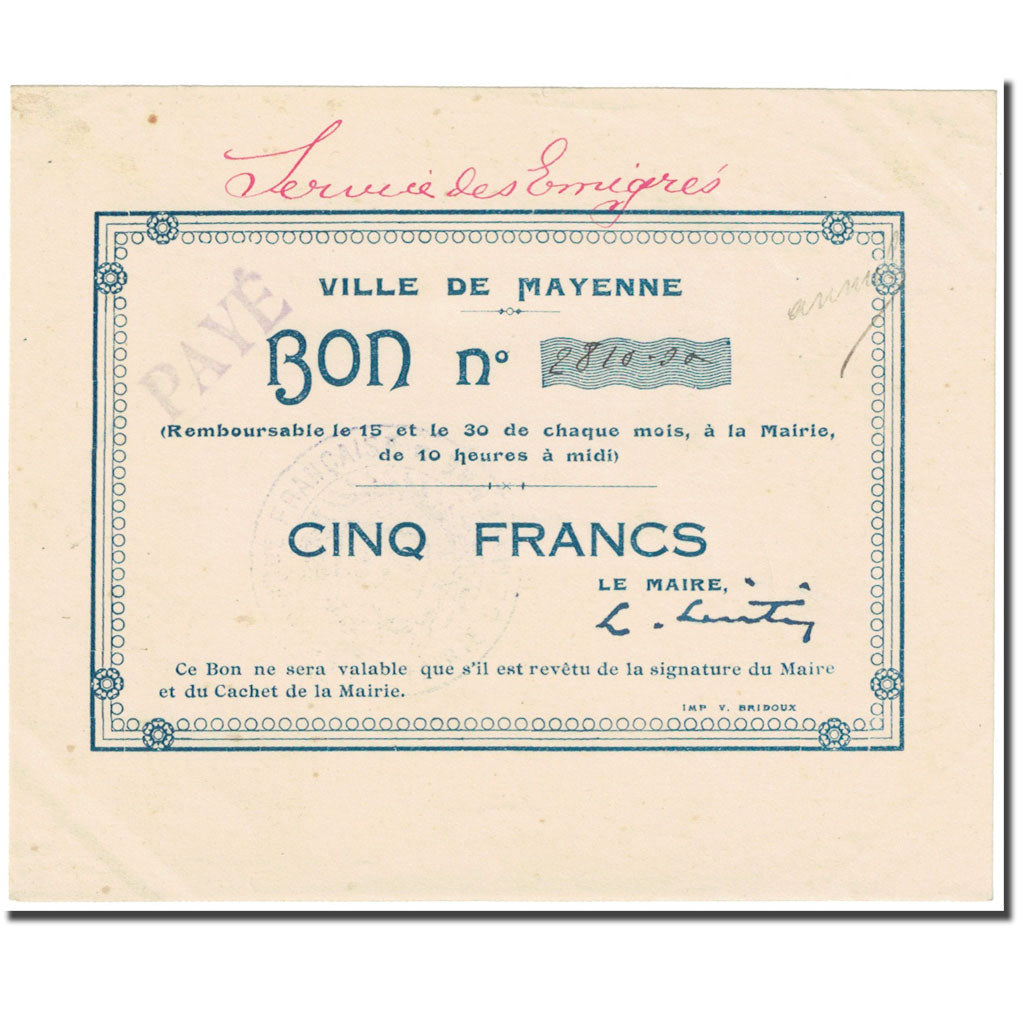 Service des Emigrés
VILLE DE MAYENNE
PAYÉ
BON nº 2810-20
(Remboursable le 15 et le 30 de chaque mois, à la Mairie,
de 10 heures à midi)
FRANÇAISE
CINQ FRANCS
LE MAIRE,
Ce Bon ne sera valable que s'il est revêtu de la signature du Maire
et du Cachet de la Mairie.
IMP V. BRIDOUX